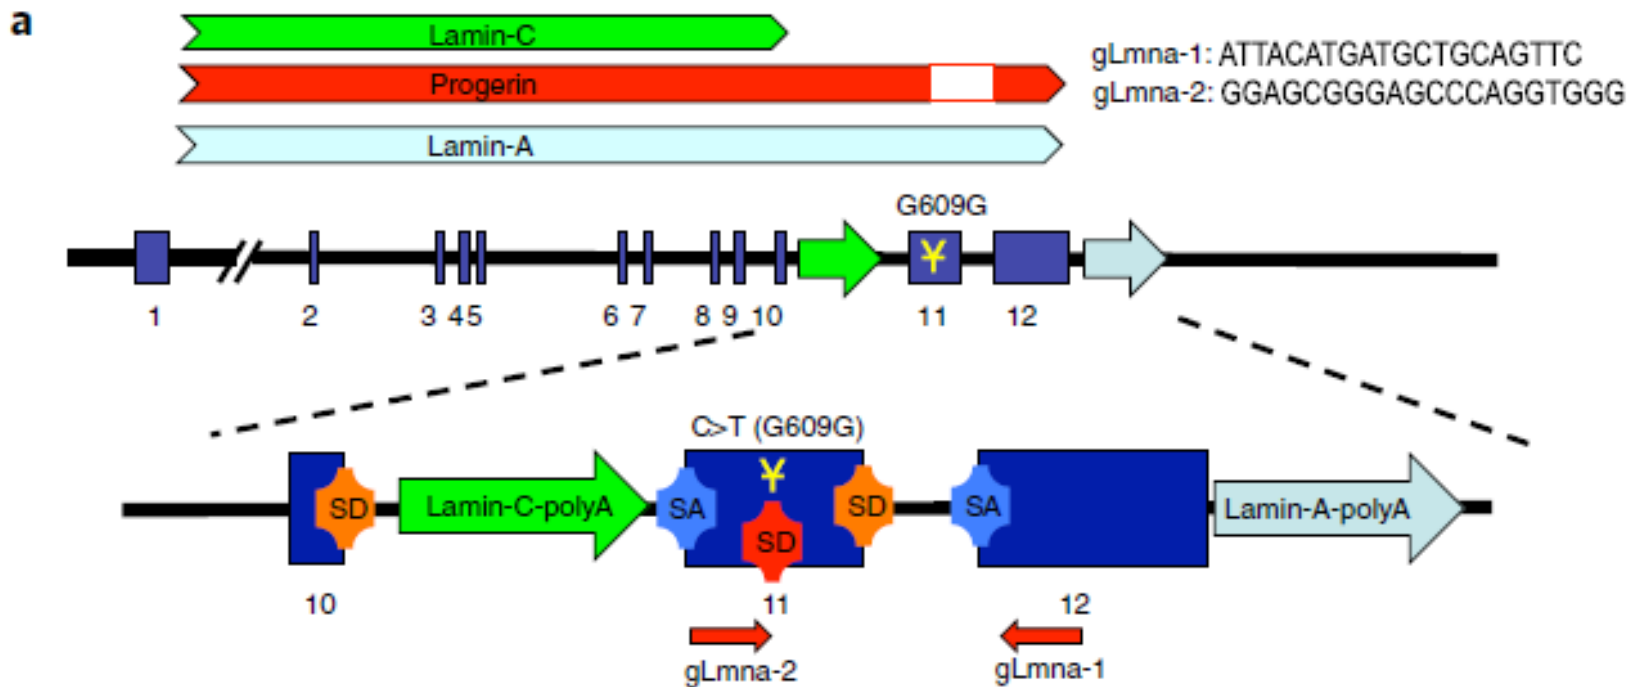 a
Lamin-C
Progerin
Lamin-A
gLmna-1: ATTACATGATGCTGCAGTTC
gLmna-2: GGAGCGGGAGCCCAGGTGGG
G609G
¥
1 2 3 4 5 6 7 8 9 10 11 12
C>T (G609G)
¥
SD Lamin-C-polyA SA SD SD SA Lamin-A-polyA
10 11 12
gLmna-2 gLmna-1